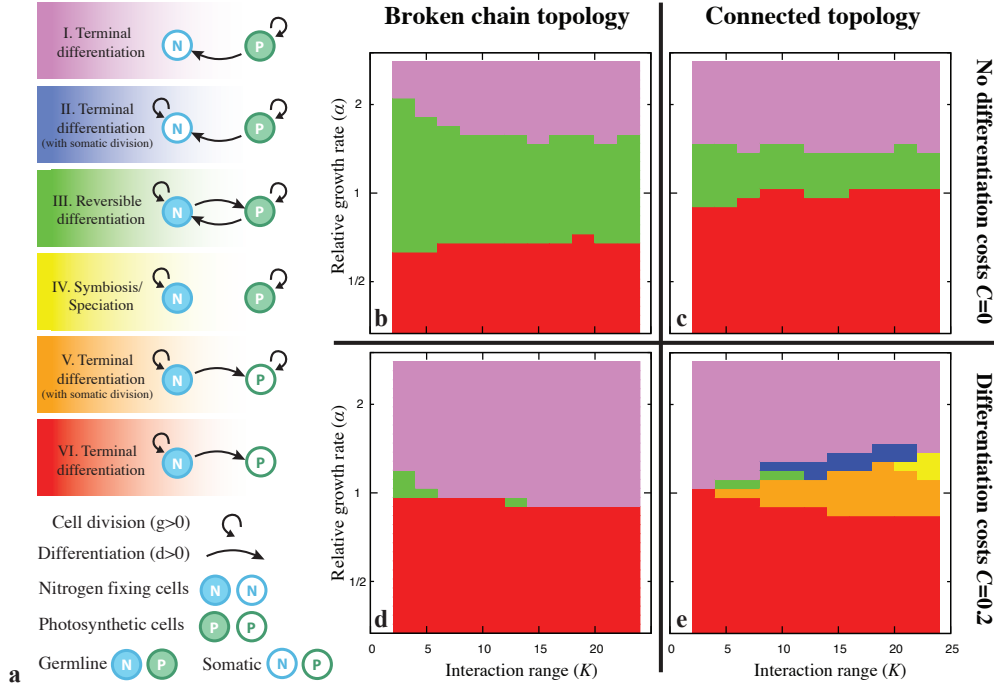 Broken chain topology
Connected topology
I. Terminal
differentiation
N
P
II. Terminal
differentiation
(with somatic division)
N
P
III. Reversible
differentiation
N
P
IV. Symbiosis/
Speciation
N
P
V. Terminal
differentiation
(with somatic division)
N
P
VI. Terminal
differentiation
N
P
Cell division (g>0)
Differentiation (d>0)
Nitrogen fixing cells
N
N
Photosynthetic cells
P
P
Germline
N
P
Somatic
N
P
a
Relative growth rate (α)
2
1
1/2
b
c
No differentiation costs C=0
Relative growth rate (α)
2
1
1/2
d
e
0
5
10
15
20
Interaction range (K)
0
5
10
15
20
25
Interaction range (K)
Differentiation costs C=0.2